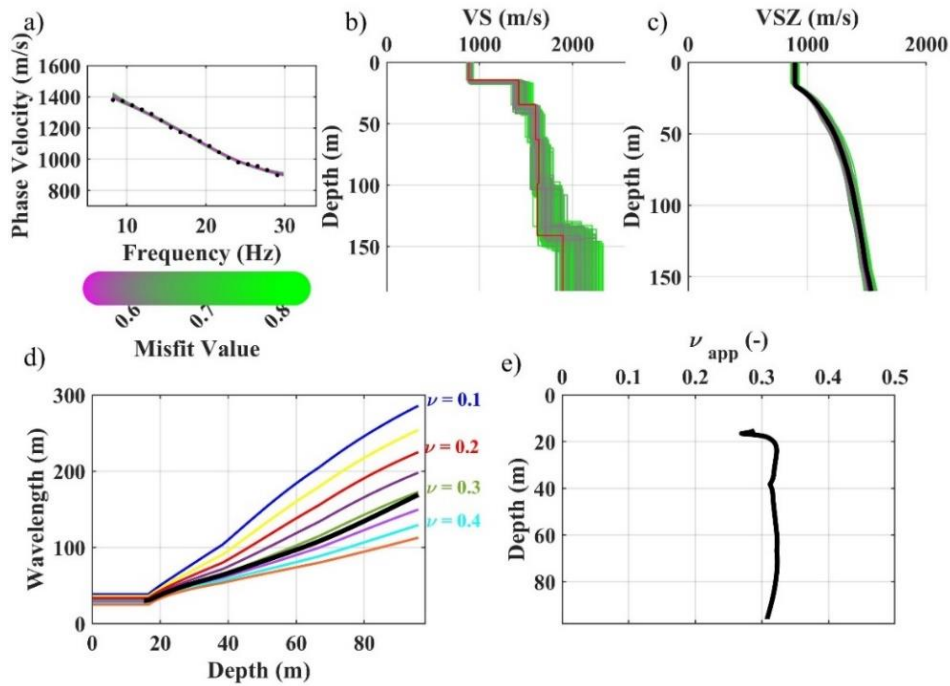 a)
1600
1400
1200
1000
800
Phase Velocity (m/s)
10 20 30
Frequency (Hz)
0.6 0.7 0.8
Misfit Value
b)
VS (m/s)
0 1000 2000
0
50
100
150
Depth (m)
c)
VSZ (m/s)
0 1000 2000
0
50
100
150
Depth (m)
d)
300
200
100
0
Wavelength (m)
0 20 40 60 80
Depth (m)
ν = 0.1
ν = 0.2
ν = 0.3
ν = 0.4
e)
ν app (-)
0 0.1 0.2 0.3 0.4 0.5
0
20
40
60
80
Depth (m)